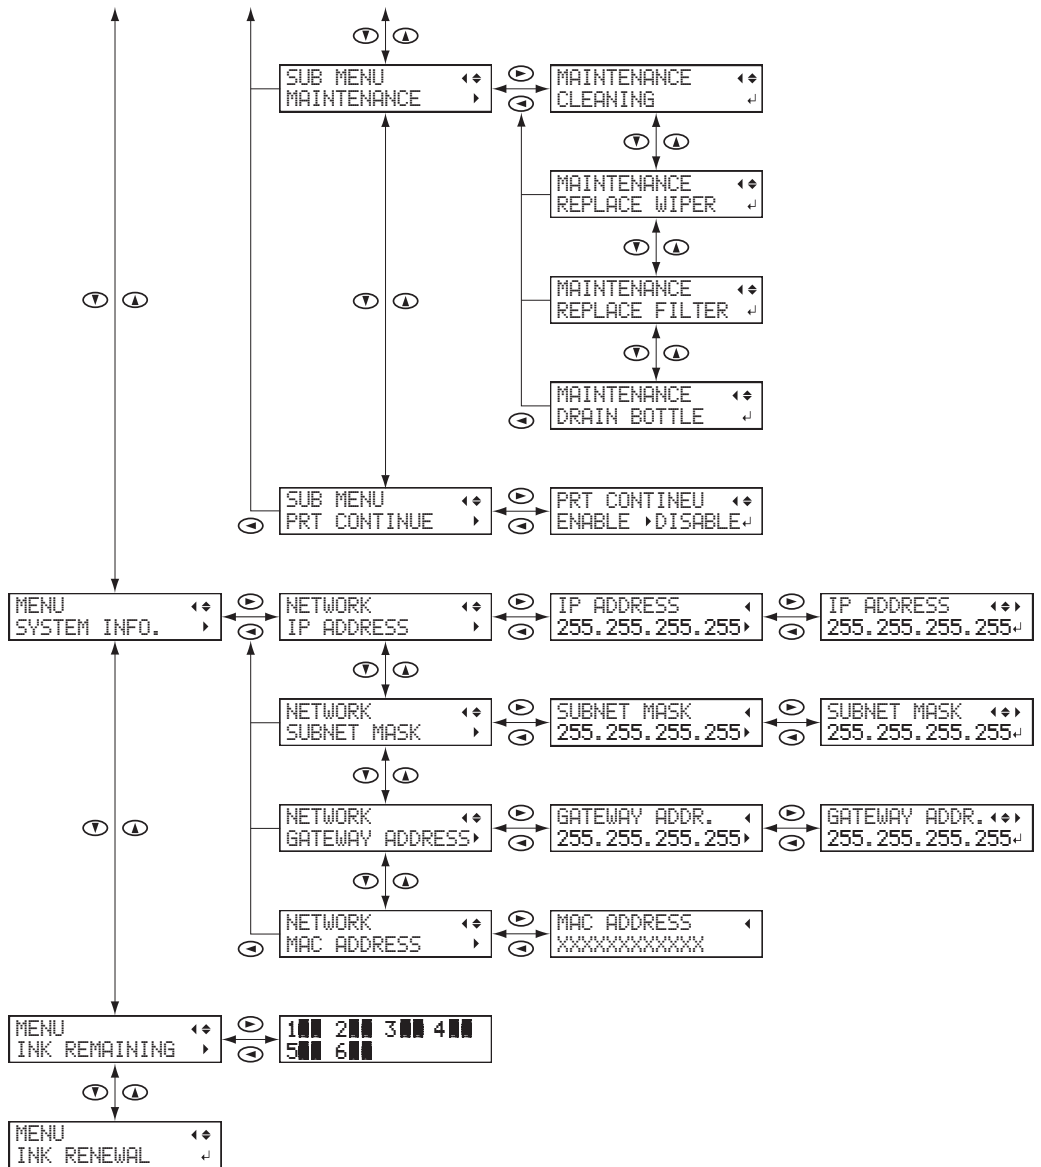 SUB MENU
MAINTENANCE
MAINTENANCE
CLEANING
MAINTENANCE
REPLACE WIPER
MAINTENANCE
REPLACE FILTER
MAINTENANCE
DRAIN BOTTLE
SUB MENU
PRT CONTINUE
PRT CONTINEU
ENABLE DISABLE
MENU
SYSTEM INFO.
NETWORK
IP ADDRESS
IP ADDRESS
255.255.255.255
IP ADDRESS
255.255.255.255
NETWORK
SUBNET MASK
SUBNET MASK
255.255.255.255
SUBNET MASK
255.255.255.255
NETWORK
GATEWAY ADDRESS
GATEWAY ADDR.
255.255.255.255
GATEWAY ADDR.
255.255.255.255
NETWORK
MAC ADDRESS
MAC ADDRESS
XXXXXXXXXXXX
MENU
INK REMAINING
1 2 3 4
5 6
MENU
INK RENEWAL